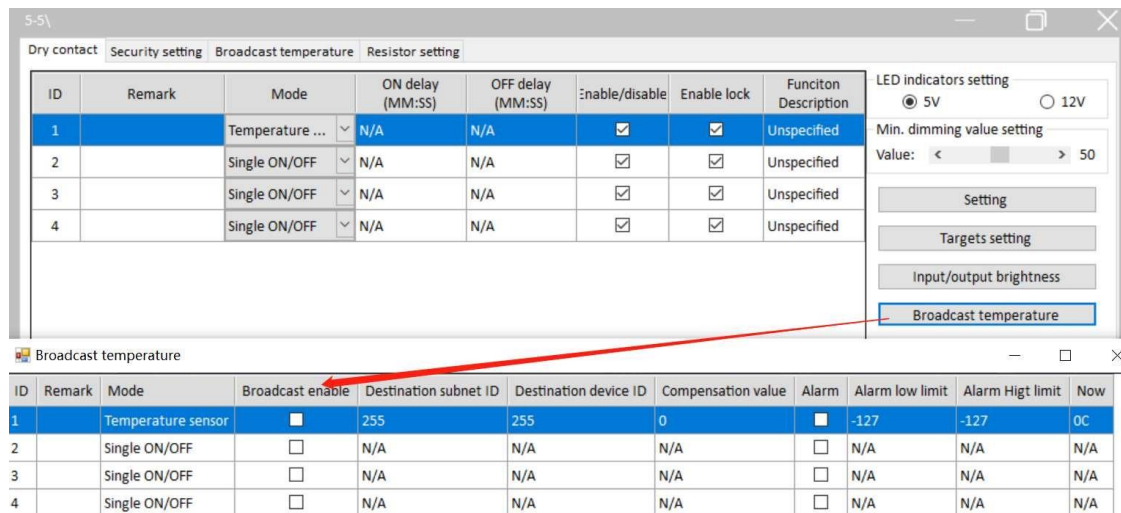 5-5\
Dry contact Security setting Broadcast temperature Resistor setting
ID Remark Mode ON delay (MM:SS) OFF delay (MM:SS) Enable/disable Enable lock Funciton Description
1 Temperature ... N/A N/A Unspecified
2 Single ON/OFF N/A N/A Unspecified
3 Single ON/OFF N/A N/A Unspecified
4 Single ON/OFF N/A N/A Unspecified
LED indicators setting
5V 12V
Min. dimming value setting
Value: < > 50
Setting
Targets setting
Input/output brightness
Broadcast temperature
Broadcast temperature
ID Remark Mode Broadcast enable Destination subnet ID Destination device ID Compensation value Alarm Alarm low limit Alarm Higt limit Now
1 Temperature sensor 255 255 0 -127 -127 0C
2 Single ON/OFF N/A N/A N/A N/A N/A N/A
3 Single ON/OFF N/A N/A N/A N/A N/A N/A
4 Single ON/OFF N/A N/A N/A N/A N/A N/A